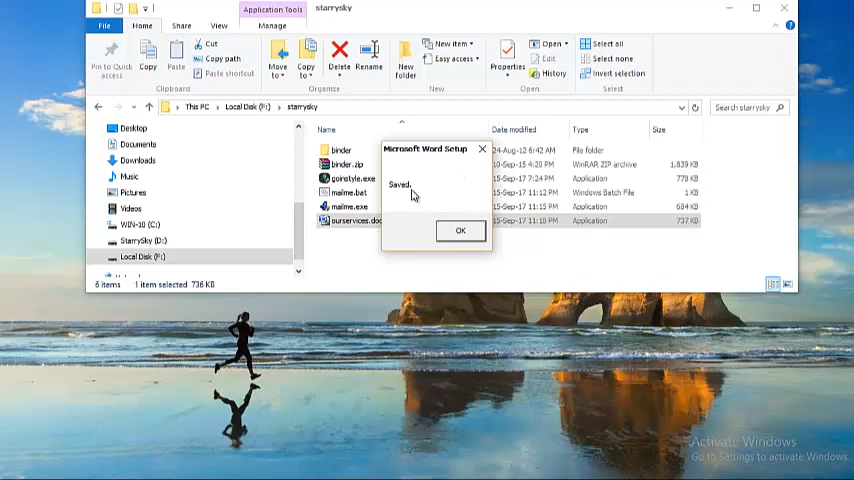 Application Tools
starrysky
File
Home
Share
View
Manage
Pin to Quick
access
Copy
Paste
Cut
Copy path
Paste shortcut
Clipboard
Move
to
Copy
to
Delete
Rename
Organize
New
folder
New item
Easy access
New
Properties
Open
Edit
History
Open
Select all
Select none
Invert selection
Select
This PC
Local Disk (F:)
starrysky
Search starrysky
Desktop
Documents
Downloads
Music
Pictures
Videos
WIN-10 (C:)
StarrySky (D:)
Local Disk (F:)
Name
Date modified
Type
Size
binder
24-Aug-12 6:42 AM
File folder
binder.zip
10-Sep-15 4:20 PM
WinRAR ZIP archive
1,839 KB
goinstyle.exe
15-Sep-17 7:24 PM
Application
778 KB
mailme.bat
15-Sep-17 11:12 PM
Windows Batch File
1 KB
mailme.exe
15-Sep-17 11:15 PM
Application
684 KB
ourservices.doc
15-Sep-17 11:18 PM
Application
737 KB
Microsoft Word Setup
Saved.
OK
6 items
1 item selected 736 KB
Activate Windows
Go to Settings to activate Windows.